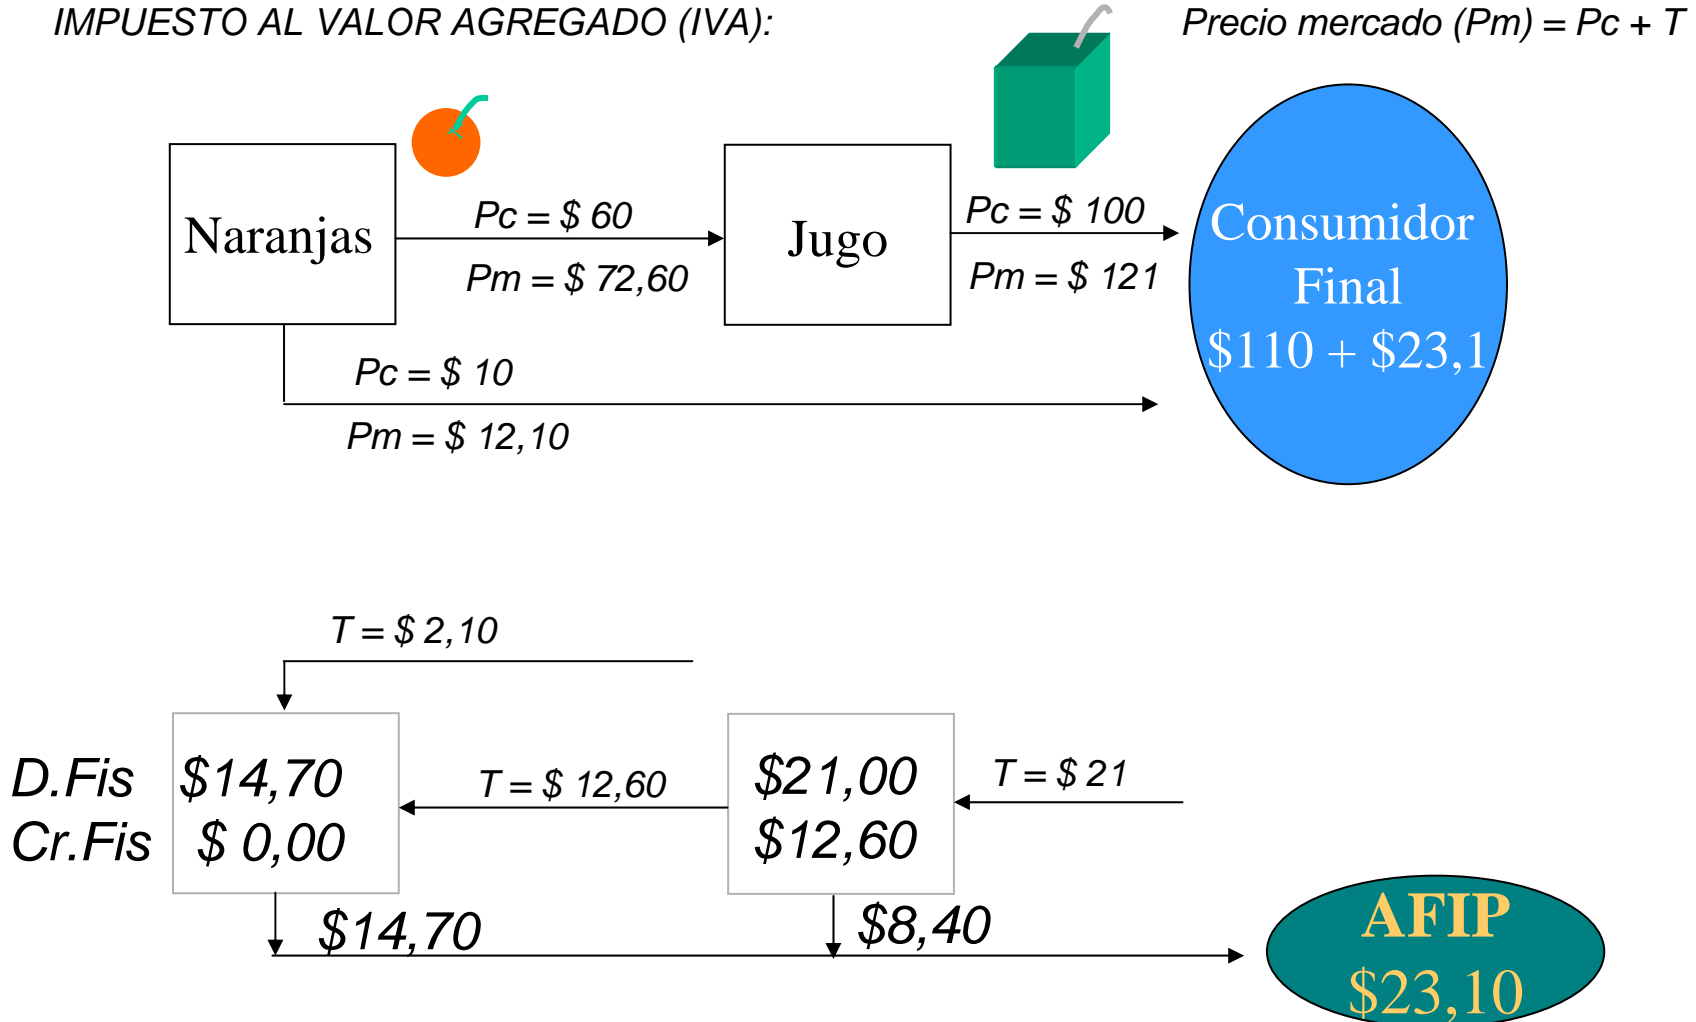 IMPUESTO AL VALOR AGREGADO (IVA):
Precio mercado (Pm) = Pc + T
Naranjas
Pc = $ 60
Pm = $ 72,60
Jugo
Pc = $ 100
Pm = $ 121
Consumidor
Final
$110 + $23,1
Pc = $ 10
Pm = $ 12,10
T = $ 2,10
D.Fis
$14,70
Cr.Fis
$ 0,00
T = $ 12,60
$21,00
$12,60
T = $ 21
$14,70
$8,40
AFIP
$23,10